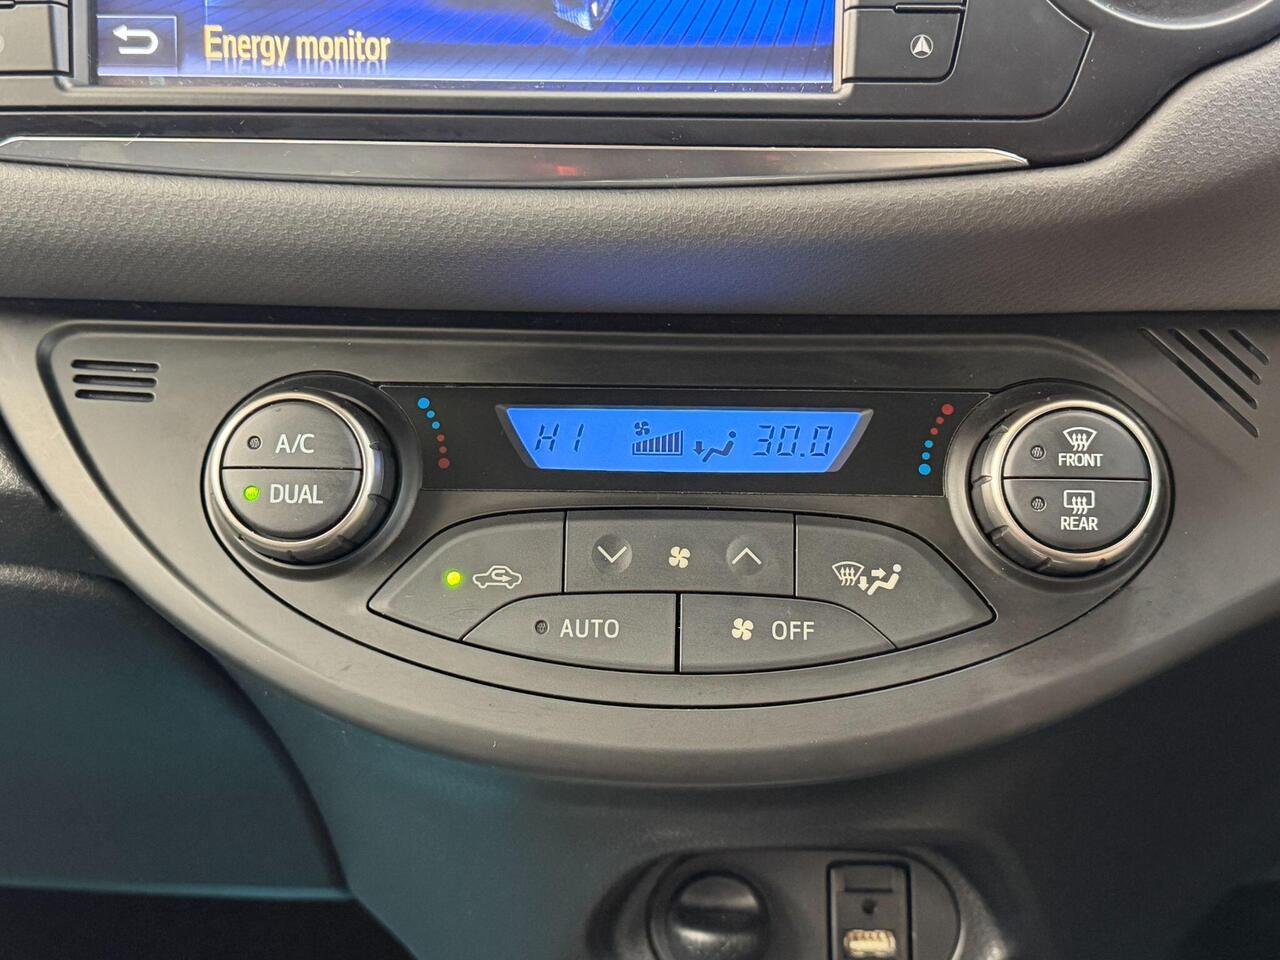 Energy monitor
HI 30.0
A/C
DUAL
FRONT
REAR
AUTO
OFF